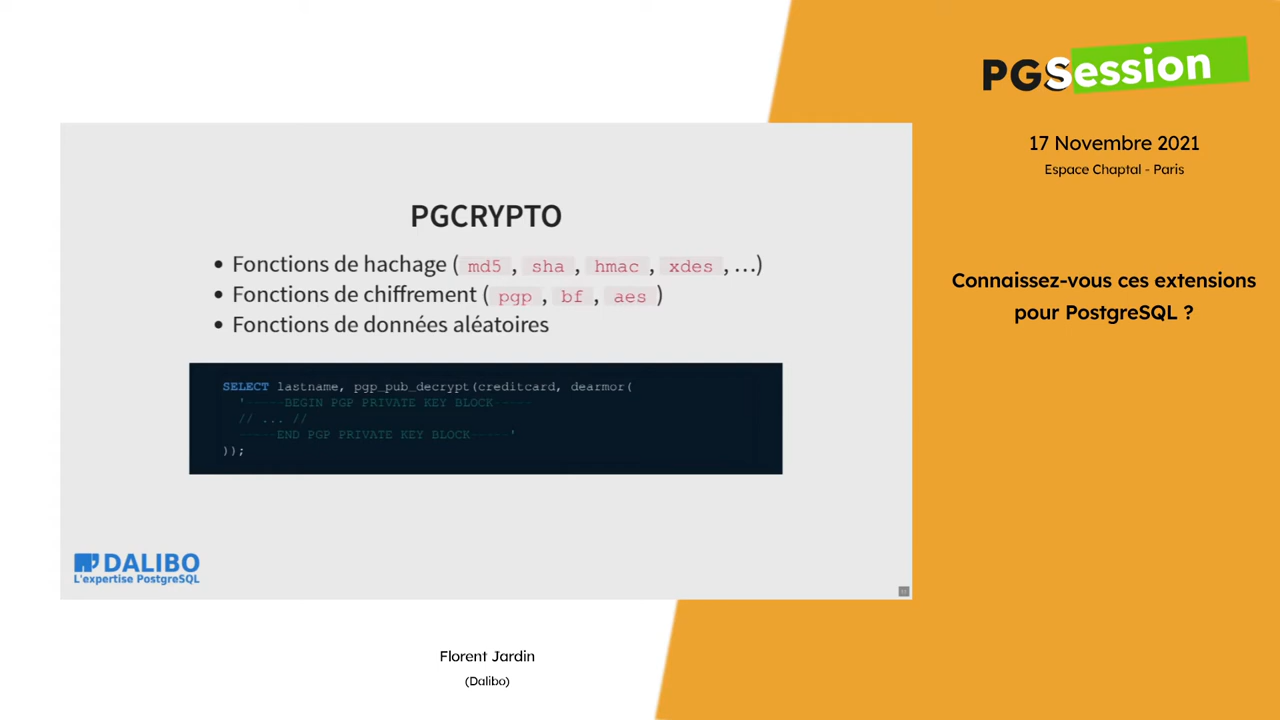 PGSession
17 Novembre 2021
Espace Chaptal - Paris
Connaissez-vous ces extensions
pour PostgreSQL ?
PGCRYPTO
• Fonctions de hachage ( md5 , sha , hmac , xdes , …)
• Fonctions de chiffrement ( pgp , bf , aes )
• Fonctions de données aléatoires
SELECT lastname, pgp_pub_decrypt(creditcard, dearmor(
'-----BEGIN PGP PRIVATE KEY BLOCK-----
// ... //
-----END PGP PRIVATE KEY BLOCK-----'
));
DALIBO
L'expertise PostgreSQL
Florent Jardin
(Dalibo)